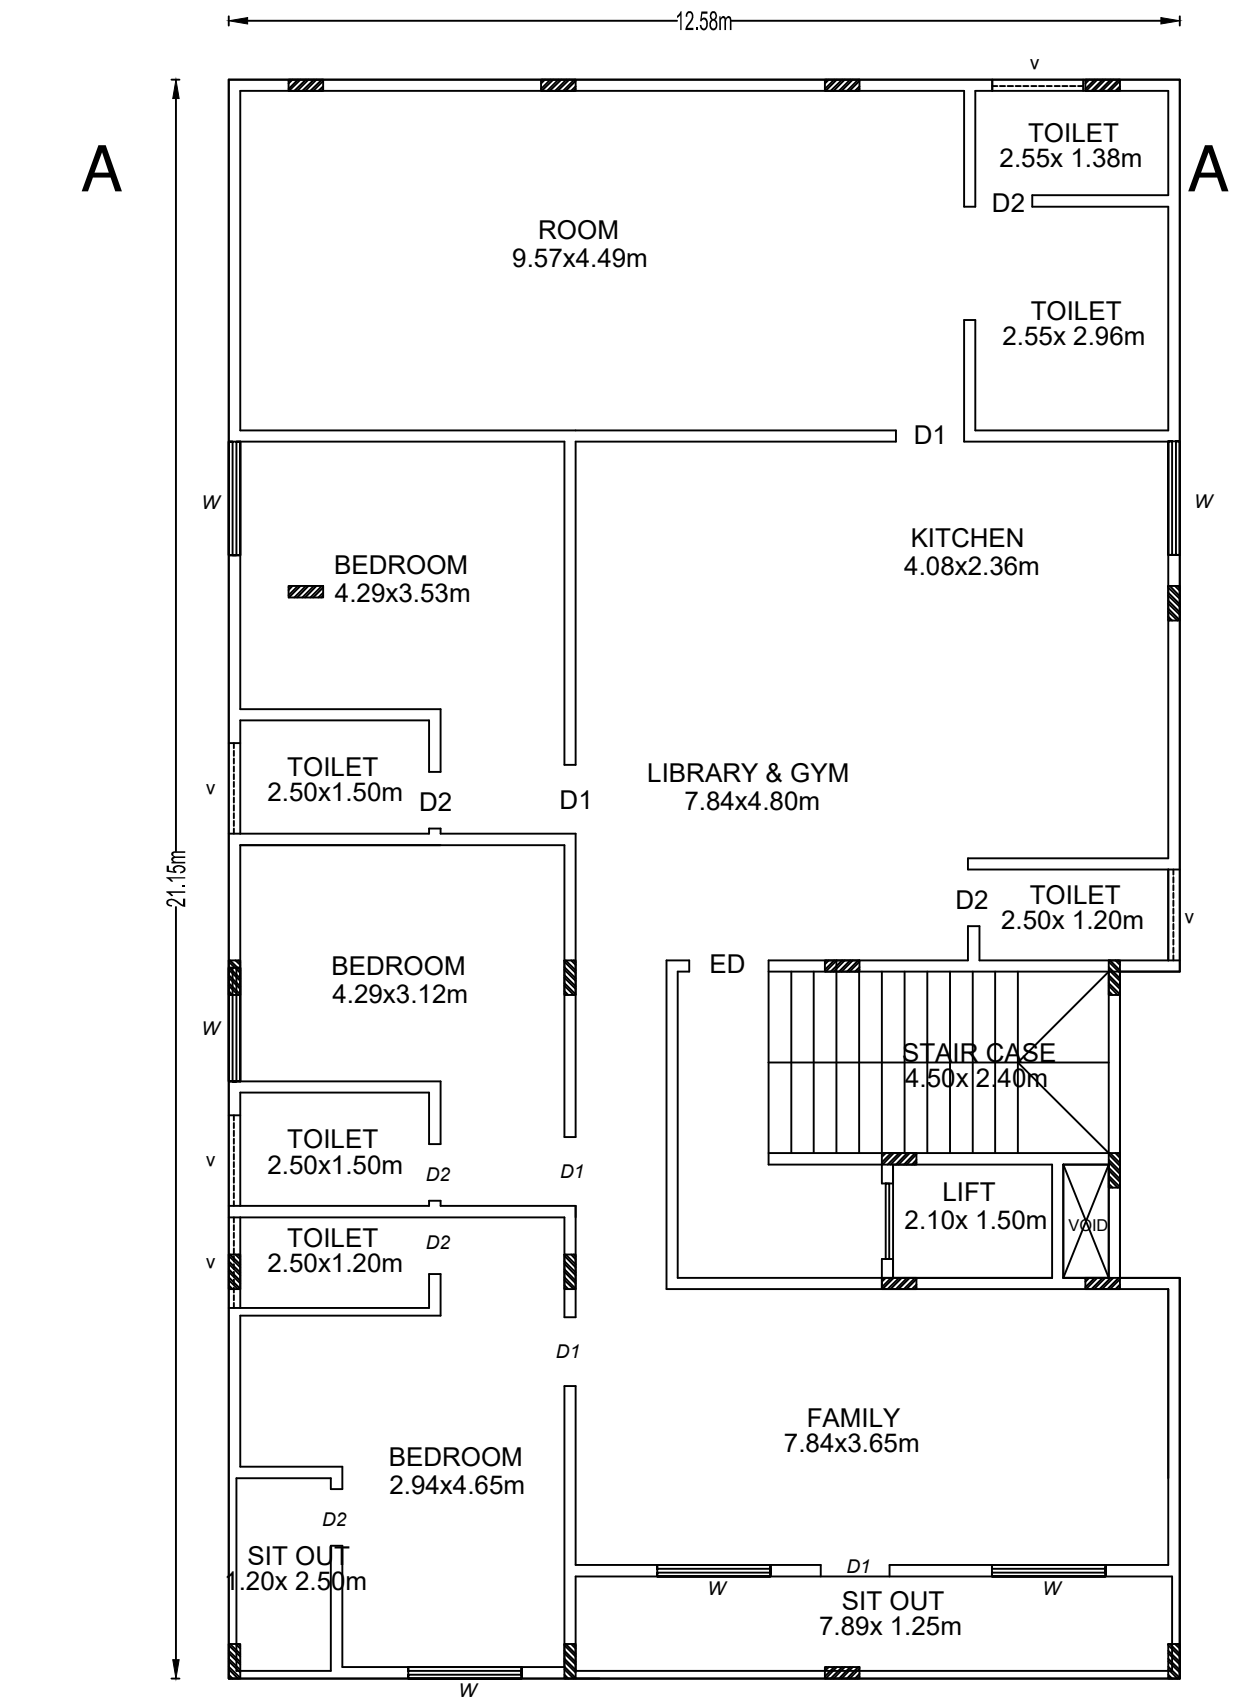 12.58m
v
TOILET
2.55x 1.38m
A
A
D2
ROOM
9.57x4.49m
TOILET
2.55x 2.96m
D1
W
W
KITCHEN
4.08x2.36m
BEDROOM
4.29x3.53m
TOILET
2.50x1.50m
v
D2
D1
LIBRARY & GYM
7.84x4.80m
21.15m
D2
TOILET
2.50x 1.20m
v
BEDROOM
4.29x3.12m
ED
W
STAIR CASE
4.50x 2.40m
TOILET
2.50x1.50m
v
D2
D1
LIFT
2.10x 1.50m
VOID
TOILET
2.50x1.20m
v
D2
D1
FAMILY
7.84x3.65m
BEDROOM
2.94x4.65m
D2
SIT OUT
1.20x 2.50m
D1
W
W
SIT OUT
7.89x 1.25m
W